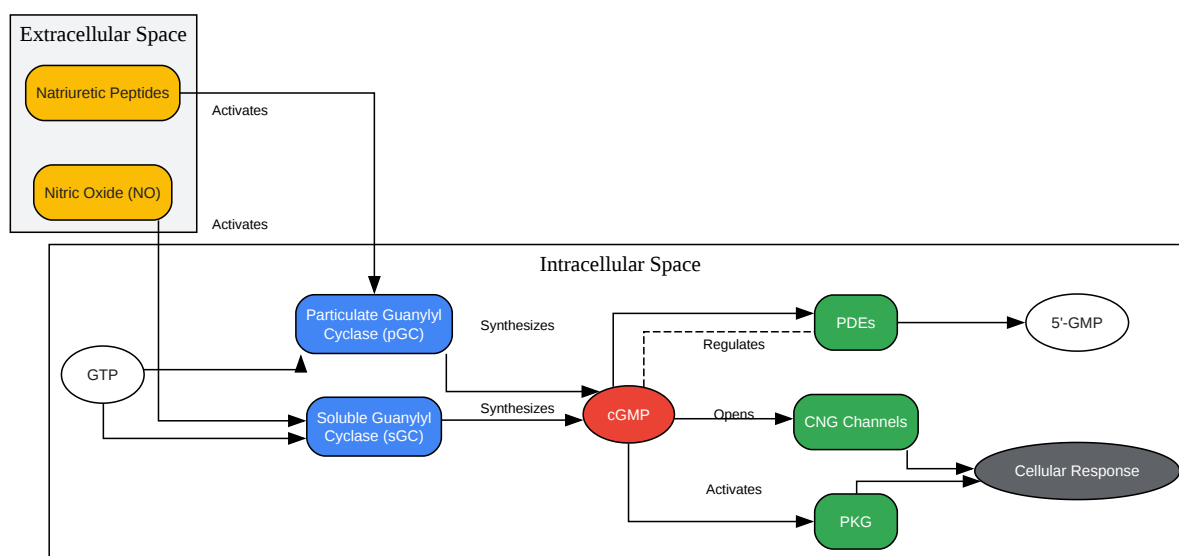 Extracellular Space
Natriuretic Peptides
Activates
Nitric Oxide (NO)
Activates
Intracellular Space
Particulate Guanylyl
Cyclase (pGC)
Synthesizes
PDEs
5'-GMP
Regulates
GTP
Soluble Guanylyl
Cyclase (sGC)
Synthesizes
cGMP
Opens
CNG Channels
Cellular Response
Activates
PKG